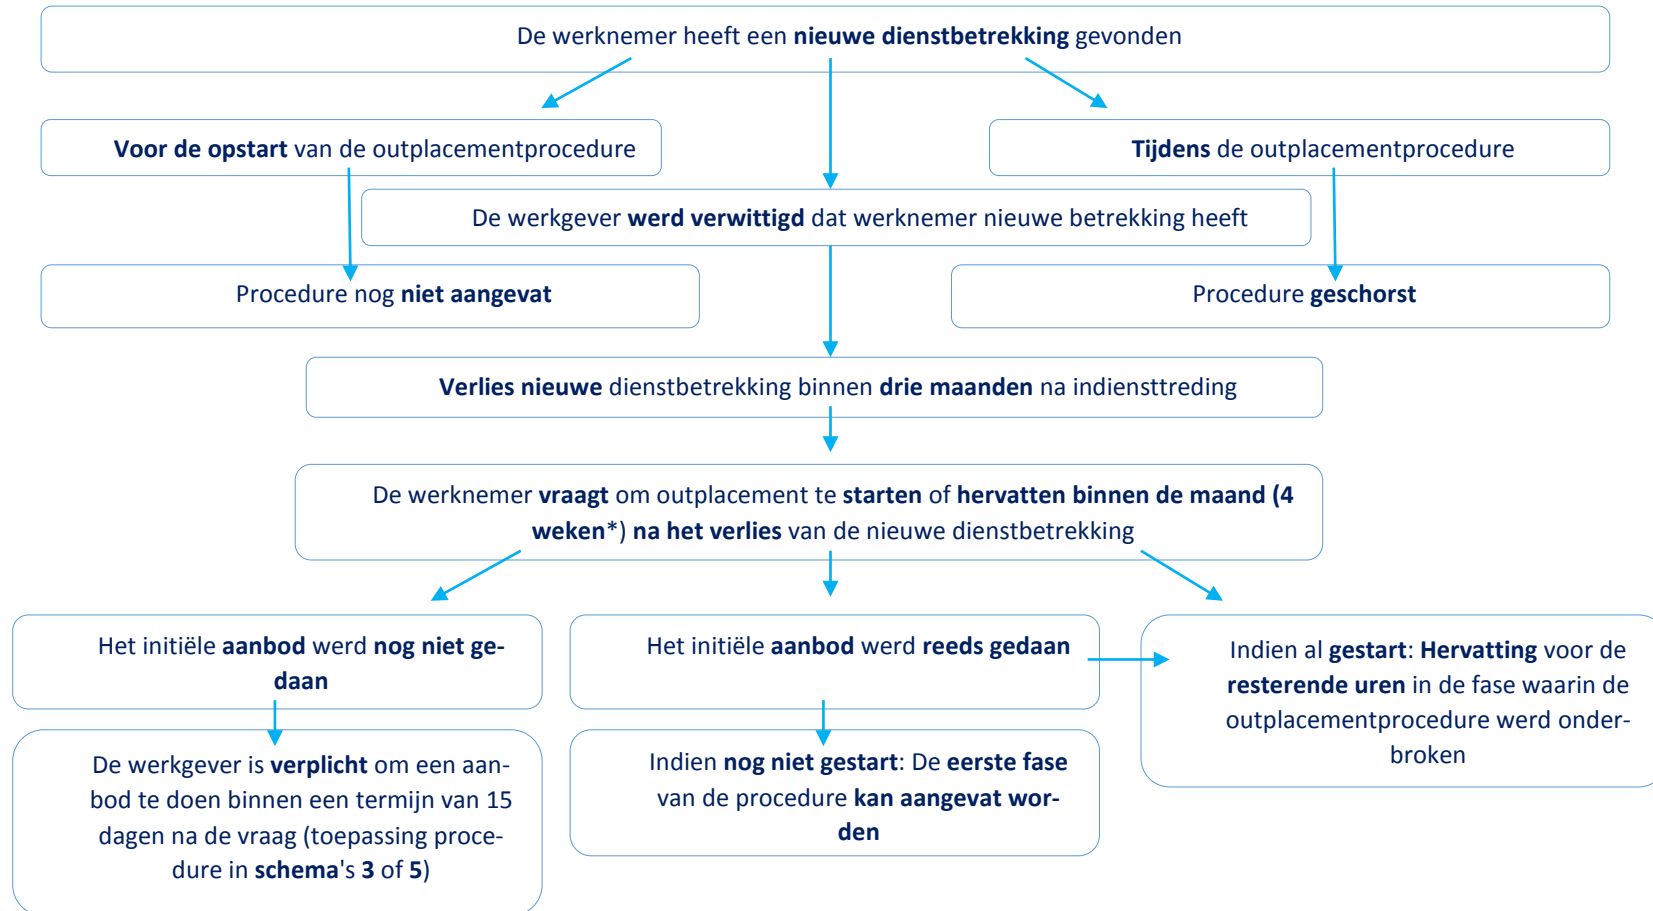 De werknemer heeft een nieuwe dienstbetrekking gevonden
Voor de opstart van de outplacementprocedure
Tijdens de outplacementprocedure
De werkgever werd verwittigd dat werknemer nieuwe betrekking heeft
Procedure nog niet aangevat
Procedure geschorst
Verlies nieuwe dienstbetrekking binnen drie maanden na indiensttreding
De werknemer vraagt om outplacement te starten of hervatten binnen de maand (4
weken*) na het verlies van de nieuwe dienstbetrekking
Het initiële aanbod werd nog niet ge-
daan
Het initiële aanbod werd reeds gedaan
Indien al gestart: Hervatting voor de
resterende uren in de fase waarin de
outplacementprocedure werd onder-
broken
De werkgever is verplicht om een aan-
bod te doen binnen een termijn van 15
dagen na de vraag (toepassing proce-
dure in schema's 3 of 5)
Indien nog niet gestart: De eerste fase
van de procedure kan aangevat wor-
den